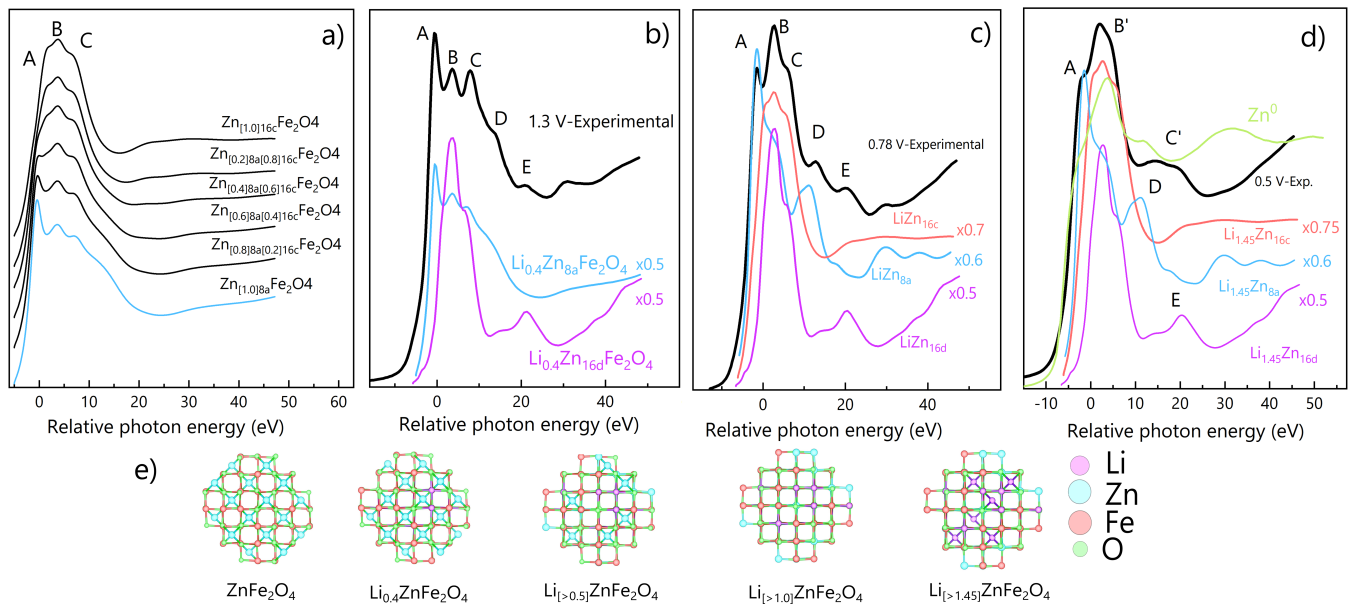 a)
A
B
C
Zn[1.0]16cFe2O4
Zn[0.2]8a[0.8]16cFe2O4
Zn[0.4]8a[0.6]16cFe2O4
Zn[0.6]8a[0.4]16cFe2O4
Zn[0.8]8a[0.2]16cFe2O4
Zn[1.0]8aFe2O4
0 10 20 30 40 50 60
Relative photon energy (eV)
b)
A
B
C
D
1.3 V-Experimental
E
Li0.4Zn8aFe2O4 x0.5
x0.5
Li0.4Zn16dFe2O4
0 20 40
Relative photon energy (eV)
c)
A
B
C
D
0.78 V-Experimental
E
LiZn16c x0.7
x0.6
LiZn8a
x0.5
LiZn16d
0 20 40
Relative photon energy (eV)
d)
B'
A
Zn0
C'
D
0.5 V-Exp.
Li1.45Zn16c x0.75
Li1.45Zn8a x0.6
E
x0.5
Li1.45Zn16d
-10 0 10 20 30 40 50
Relative photon energy (eV)
e)
Li
Zn
Fe
O
ZnFe2O4
Li0.4ZnFe2O4
Li[>0.5]ZnFe2O4
Li[>1.0]ZnFe2O4
Li[>1.45]ZnFe2O4